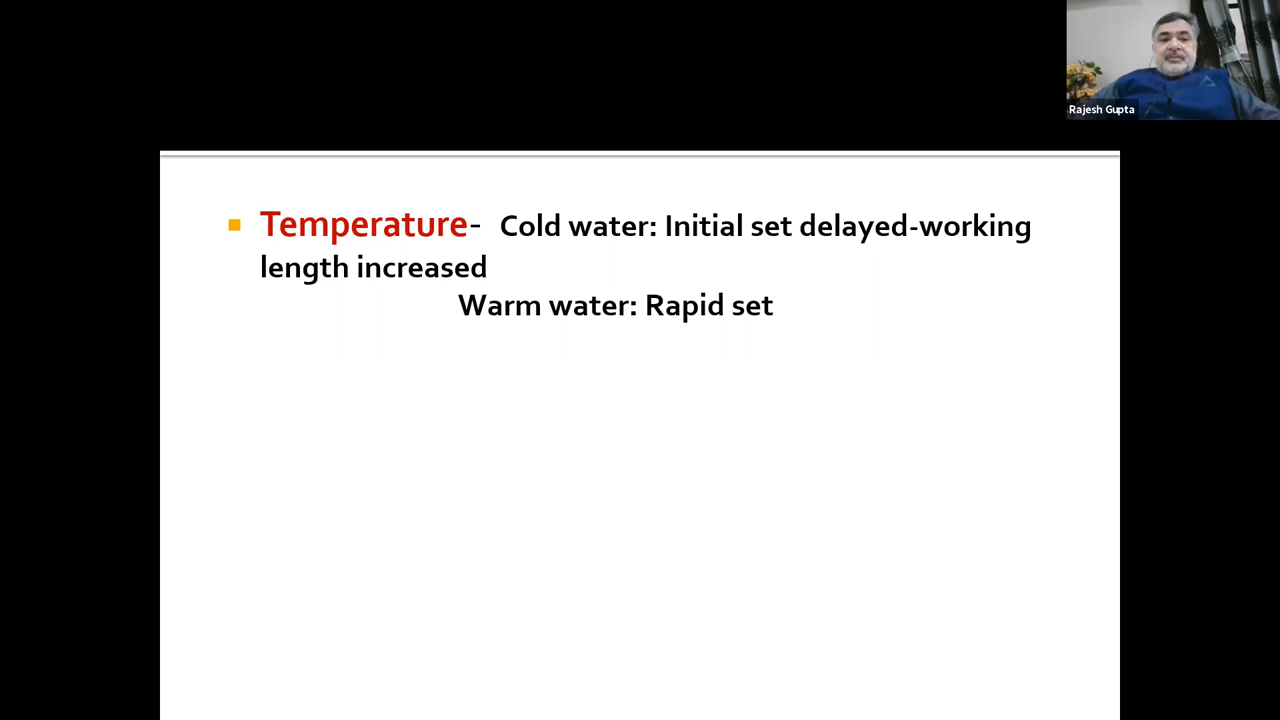 Rajesh Gupta
Temperature- Cold water: Initial set delayed-working
length increased
Warm water: Rapid set